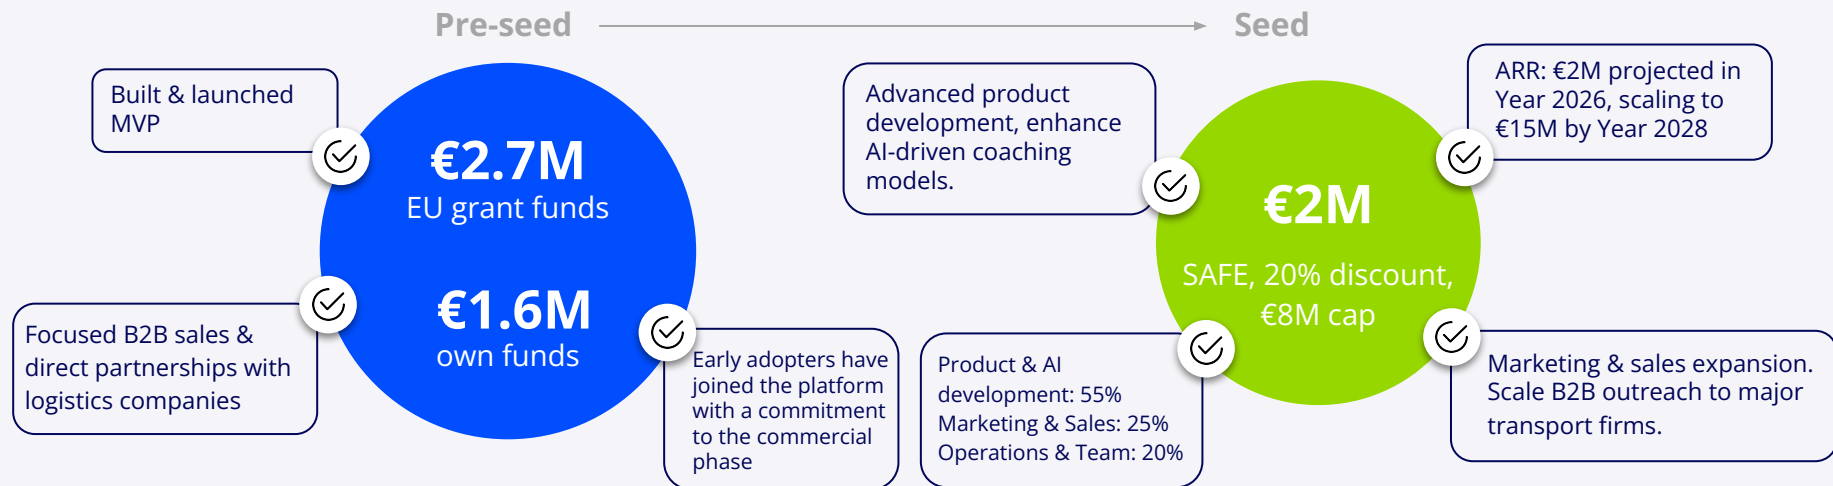 Pre-seed
Seed
Built & launched
MVP
€2.7M
EU grant funds
€1.6M
own funds
Focused B2B sales &
direct partnerships with
logistics companies
Early adopters have
joined the platform
with a commitment
to the commercial
phase
Advanced product
development, enhance
AI-driven coaching
models.
ARR: €2M projected in
Year 2026, scaling to
€15M by Year 2028
€2M
SAFE, 20% discount,
€8M cap
Product & AI
development: 55%
Marketing & Sales: 25%
Operations & Team: 20%
Marketing & sales expansion.
Scale B2B outreach to major
transport firms.